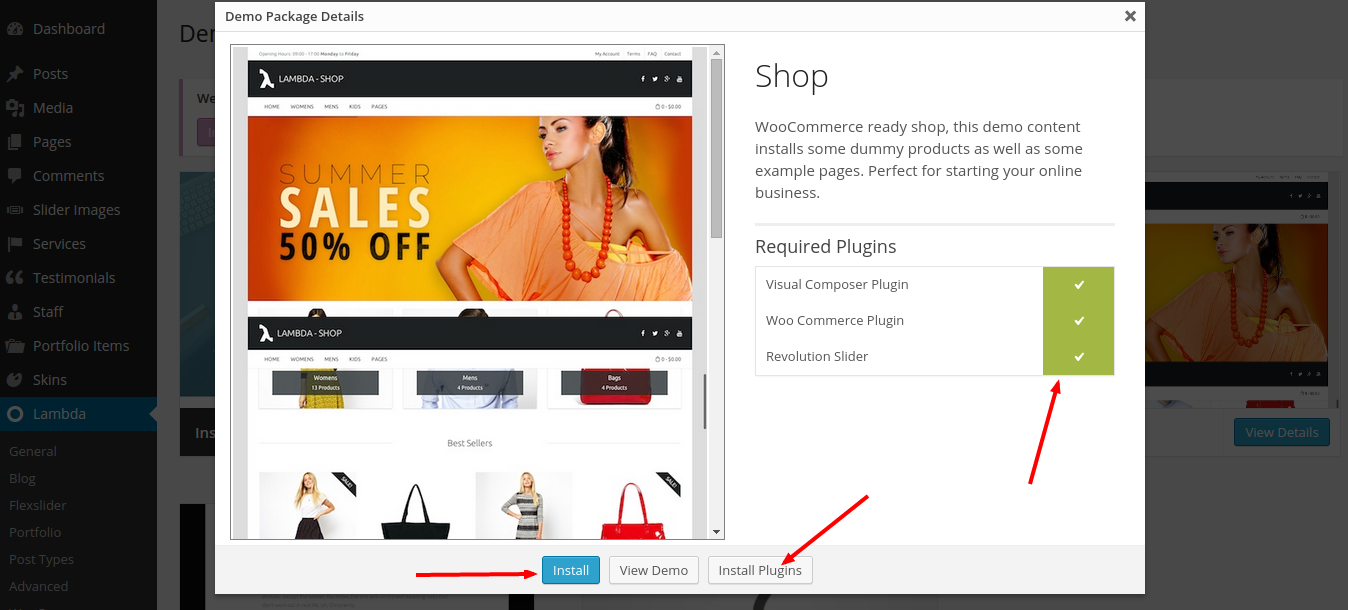 Dashboard
Posts
Media
Pages
Comments
Slider Images
Services
Testimonials
Staff
Portfolio Items
Skins
Lambda
General
Blog
Flexslider
Portfolio
Post Types
Advanced
Demo Package Details
Opening Hours: 09:00 - 17:00 Monday to Friday
My Account Terms FAQ Contact
LAMBDA - SHOP
HOME WOMENS MENS KIDS PAGES
0 - $0.00
SUMMER
SALES
50% OFF
LAMBDA - SHOP
HOME WOMENS MENS KIDS PAGES
0 - $0.00
Womens
13 Products
Mens
4 Products
Bags
4 Products
Best Sellers
SALE!
SALE!
Shop
WooCommerce ready shop, this demo content
installs some dummy products as well as some
example pages. Perfect for starting your online
business.
Required Plugins
Visual Composer Plugin
Woo Commerce Plugin
Revolution Slider
Install
View Demo
Install Plugins
View Details